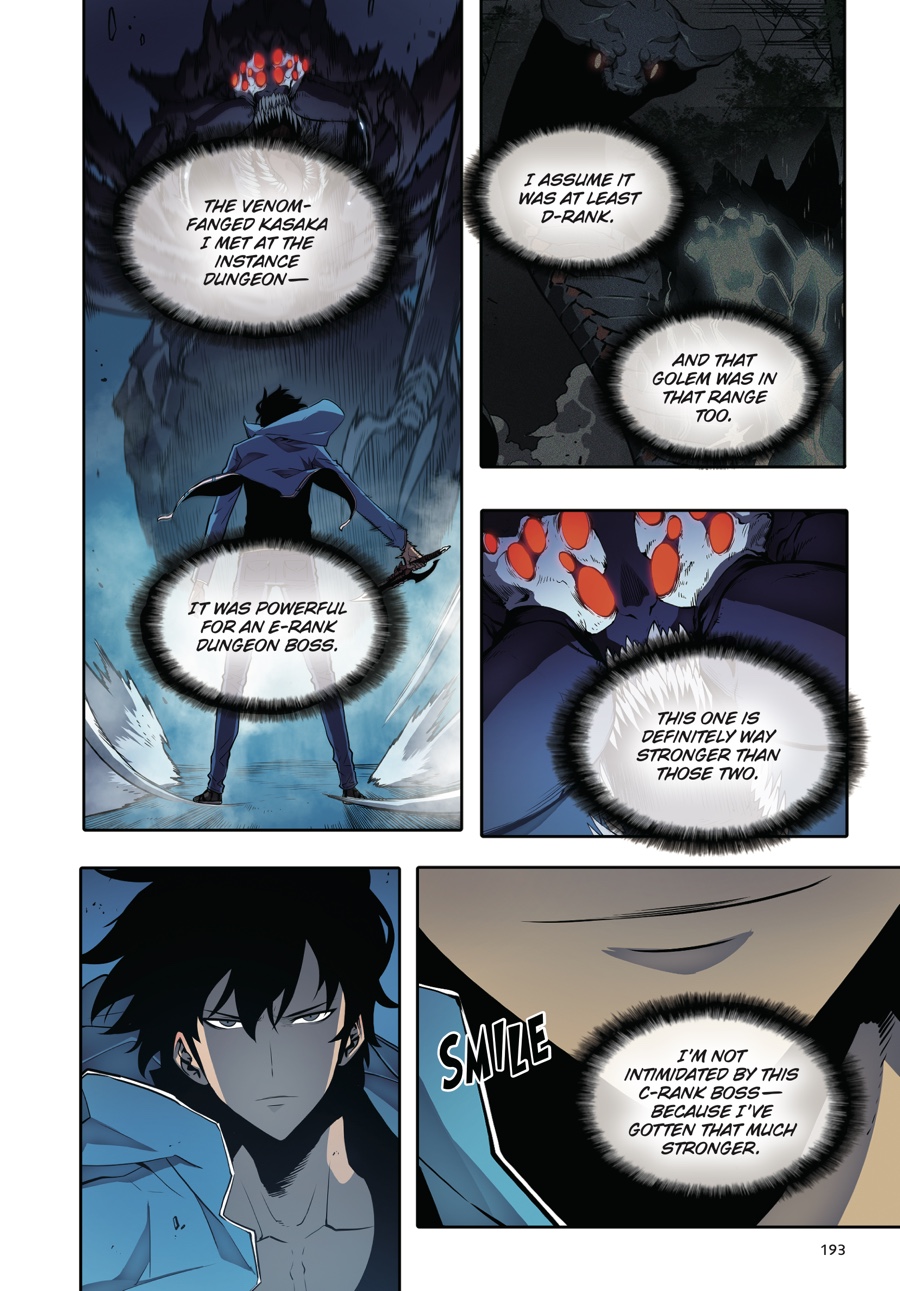 THE VENOM-
FANGED KASAKA
I MET AT THE
INSTANCE
DUNGEON—
IT WAS POWERFUL
FOR AN E-RANK
DUNGEON BOSS.
I ASSUME IT
WAS AT LEAST
D-RANK.
AND THAT
GOLEM WAS IN
THAT RANGE
TOO.
THIS ONE IS
DEFINITELY WAY
STRONGER THAN
THOSE TWO.
SMILE
I'M NOT
INTIMIDATED BY THIS
C-RANK BOSS—
BECAUSE I'VE
GOTTEN THAT MUCH
STRONGER.
193